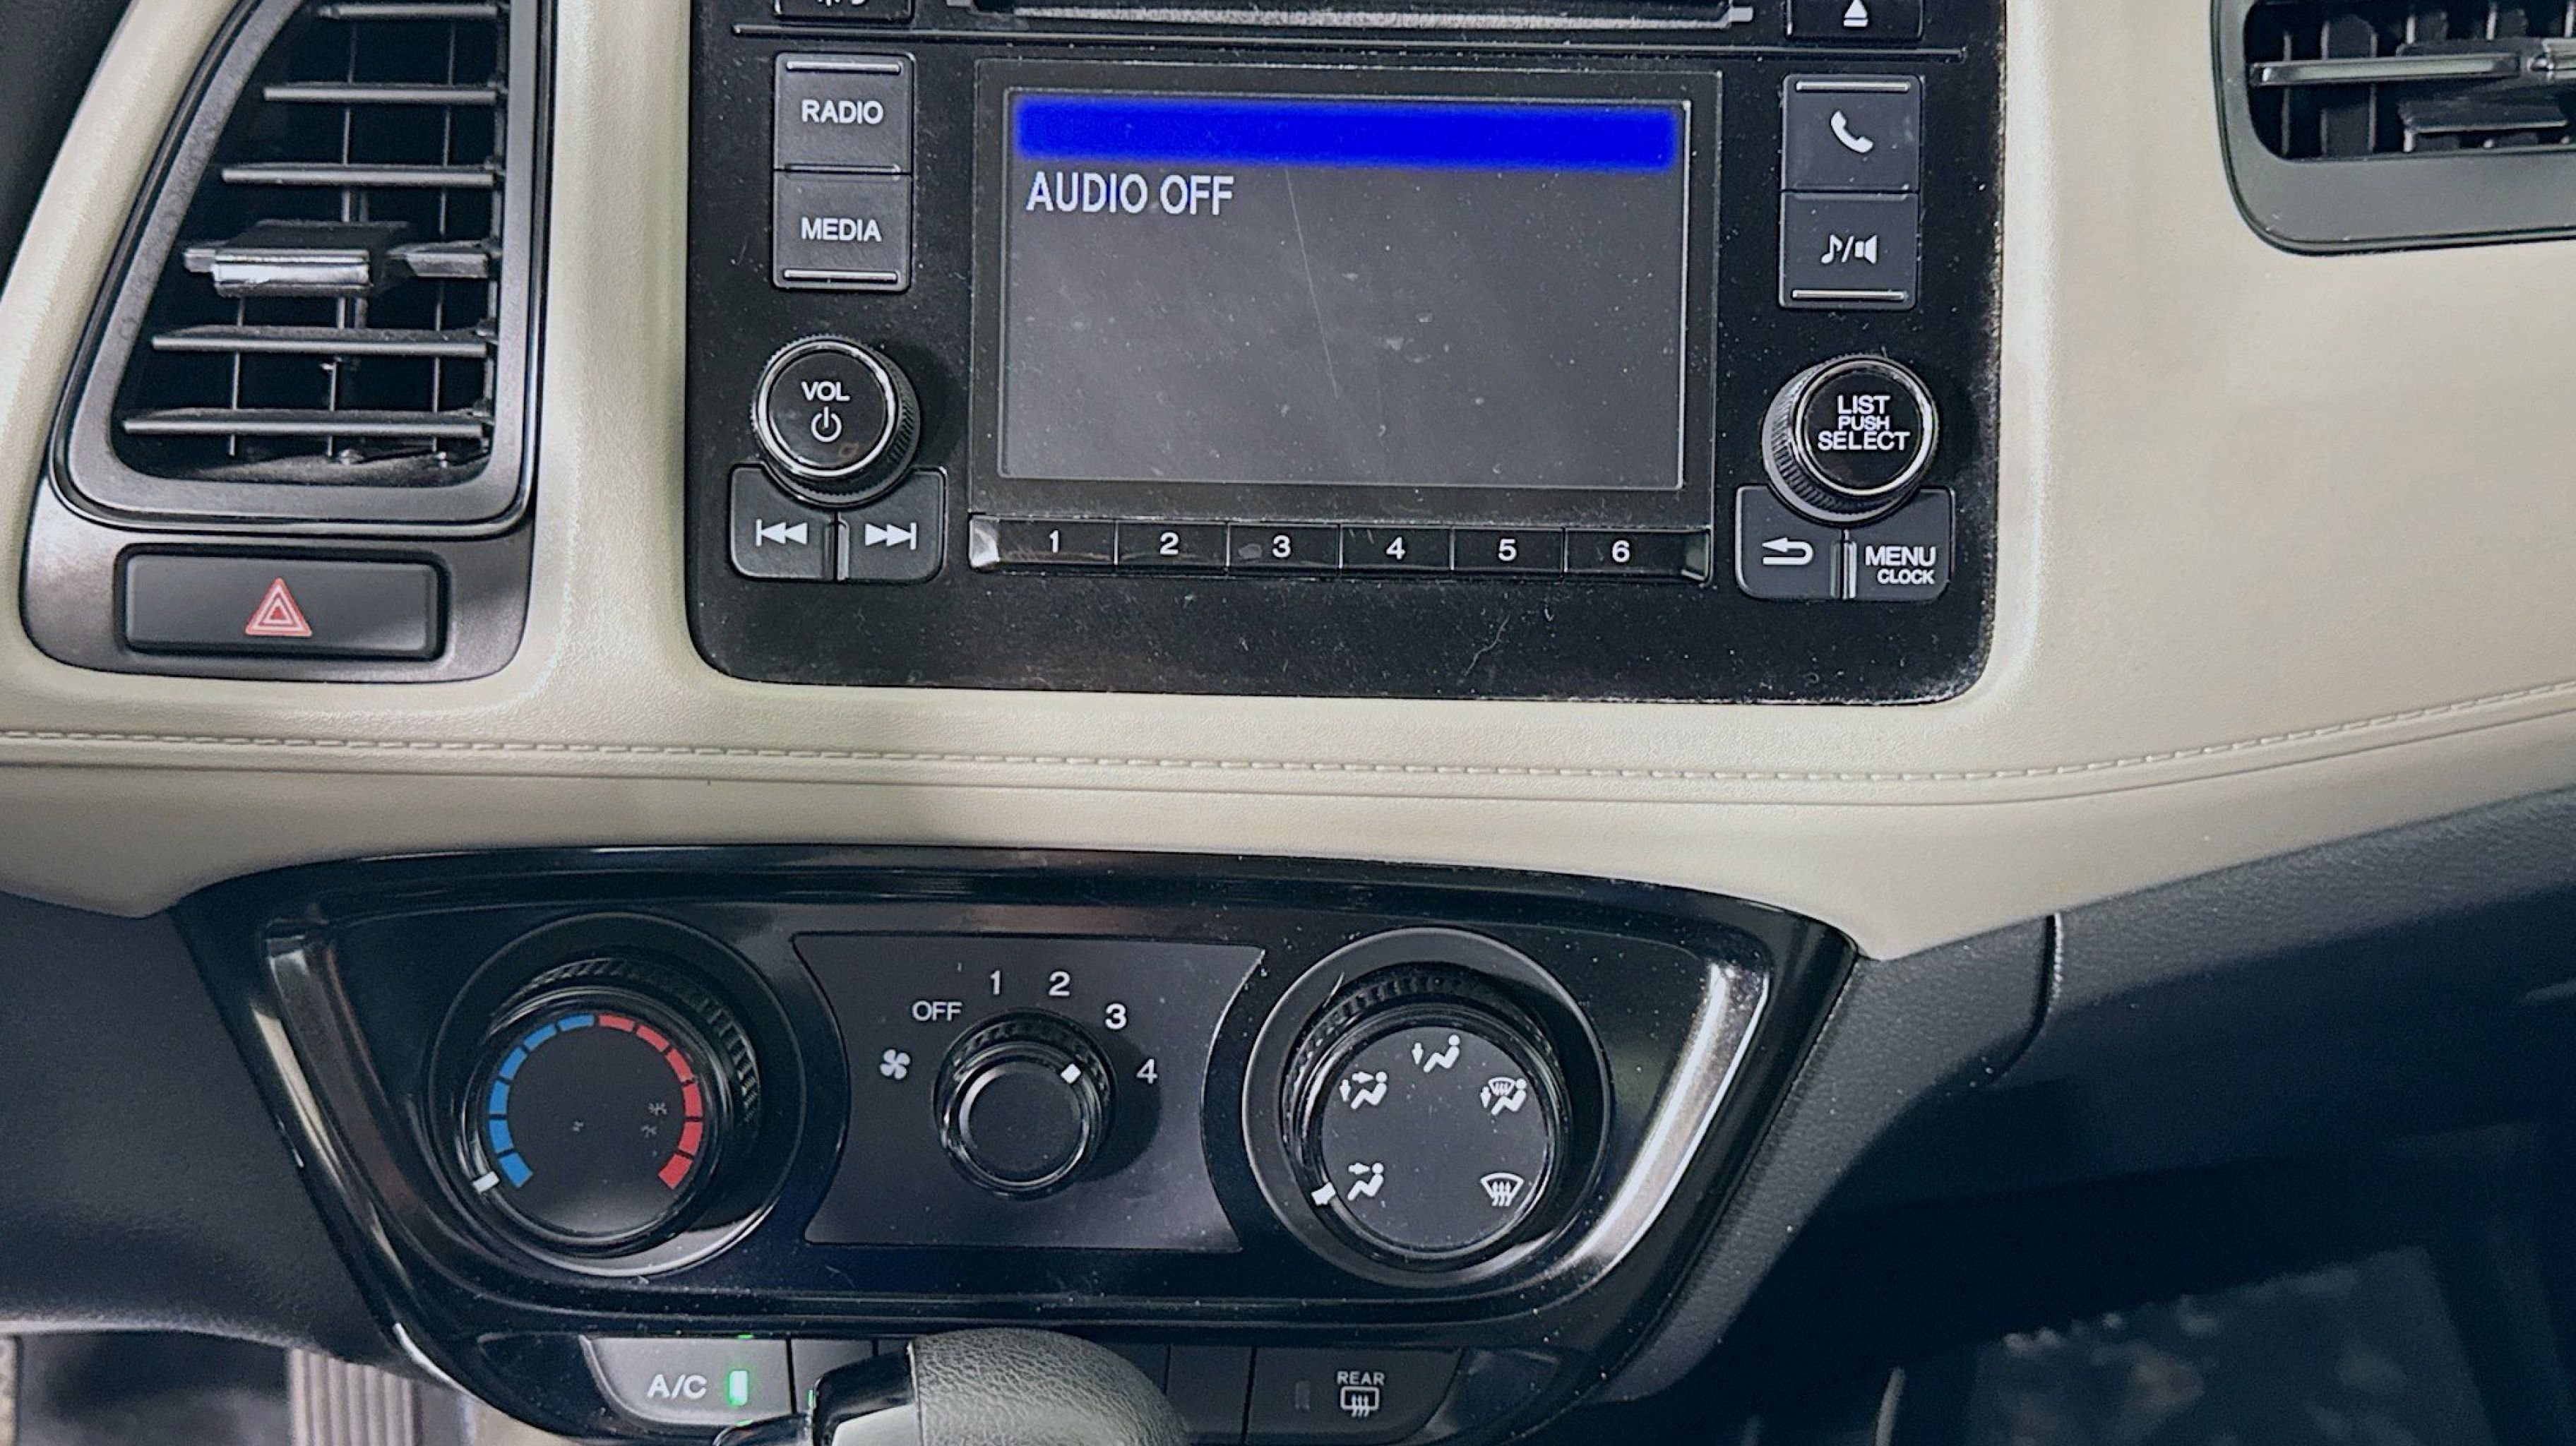 RADIO
MEDIA
AUDIO OFF
VOL
LIST
PUSH
SELECT
1 2 3 4 5 6
MENU
CLOCK
OFF 1 2 3 4
A/C
REAR